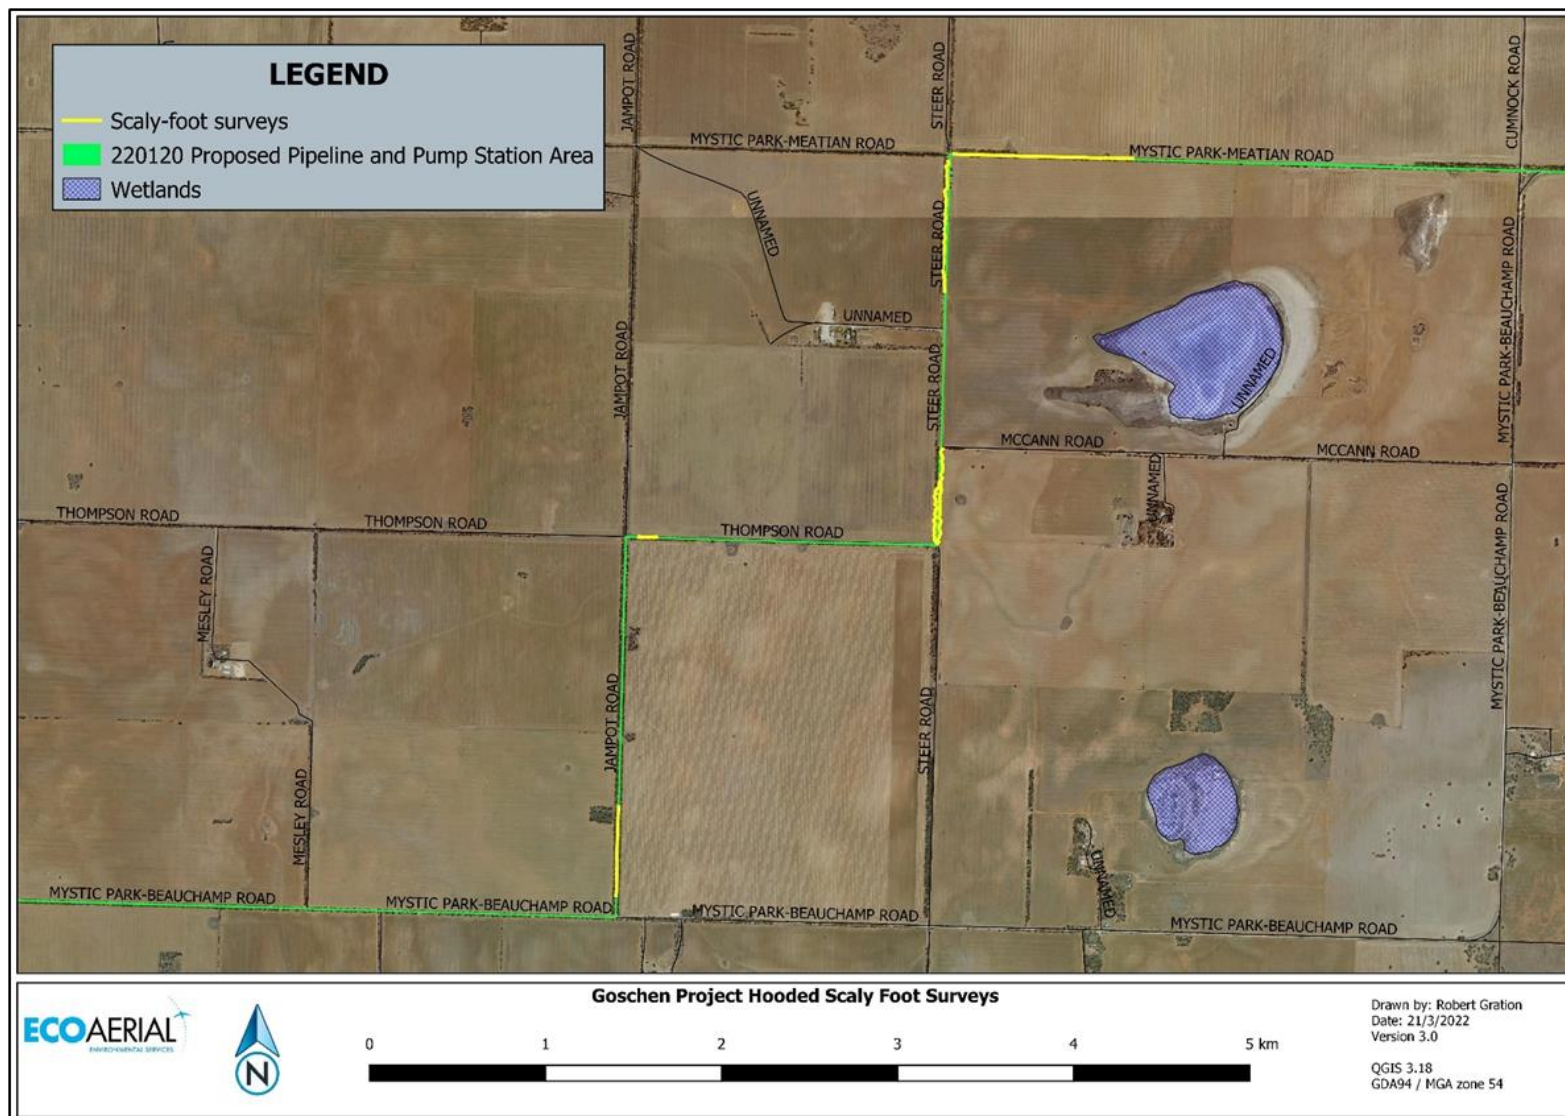 LEGEND
Scaly-foot surveys
220120 Proposed Pipeline and Pump Station Area
Wetlands
JAMPOT ROAD
STEER ROAD
CUMNOCK ROAD
MYSTIC PARK-MEATIAN ROAD
MYSTIC PARK-MEATIAN ROAD
UNNAMED
STEER ROAD
MYSTIC PARK-BEAUCHAMP ROAD
UNNAMED
JAMPOT ROAD
STEER ROAD
UNNAMED
MCCANN ROAD
MCCANN ROAD
UNNAMED
THOMPSON ROAD
THOMPSON ROAD
THOMPSON ROAD
MESLEY ROAD
MYSTIC PARK-BEAUCHAMP ROAD
JAMPOT ROAD
STEER ROAD
MESLEY ROAD
UNNAMED
MYSTIC PARK-BEAUCHAMP ROAD
MYSTIC PARK-BEAUCHAMP ROAD
MYSTIC PARK-BEAUCHAMP ROAD
MYSTIC PARK-BEAUCHAMP ROAD
ECOAERIAL
ENVIRONMENTAL SERVICES
N
Goschen Project Hooded Scaly Foot Surveys
0 1 2 3 4 5 km
Drawn by: Robert Gration
Date: 21/3/2022
Version 3.0
QGIS 3.18
GDA94 / MGA zone 54